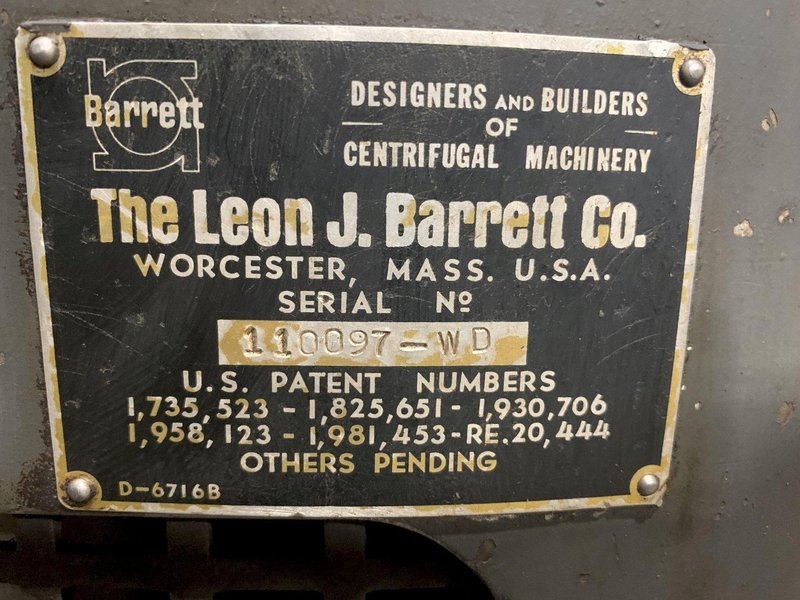 Barrett
DESIGNERS AND BUILDERS
OF
CENTRIFUGAL MACHINERY
The Leon J. Barrett Co.
WORCESTER, MASS. U.S.A.
SERIAL Nº
110097-WD
U.S. PATENT NUMBERS
1,735,523 - 1,825,651 - 1,930,706
1,958,123 - 1,981,453-RE.20,444
OTHERS PENDING
D-6716B